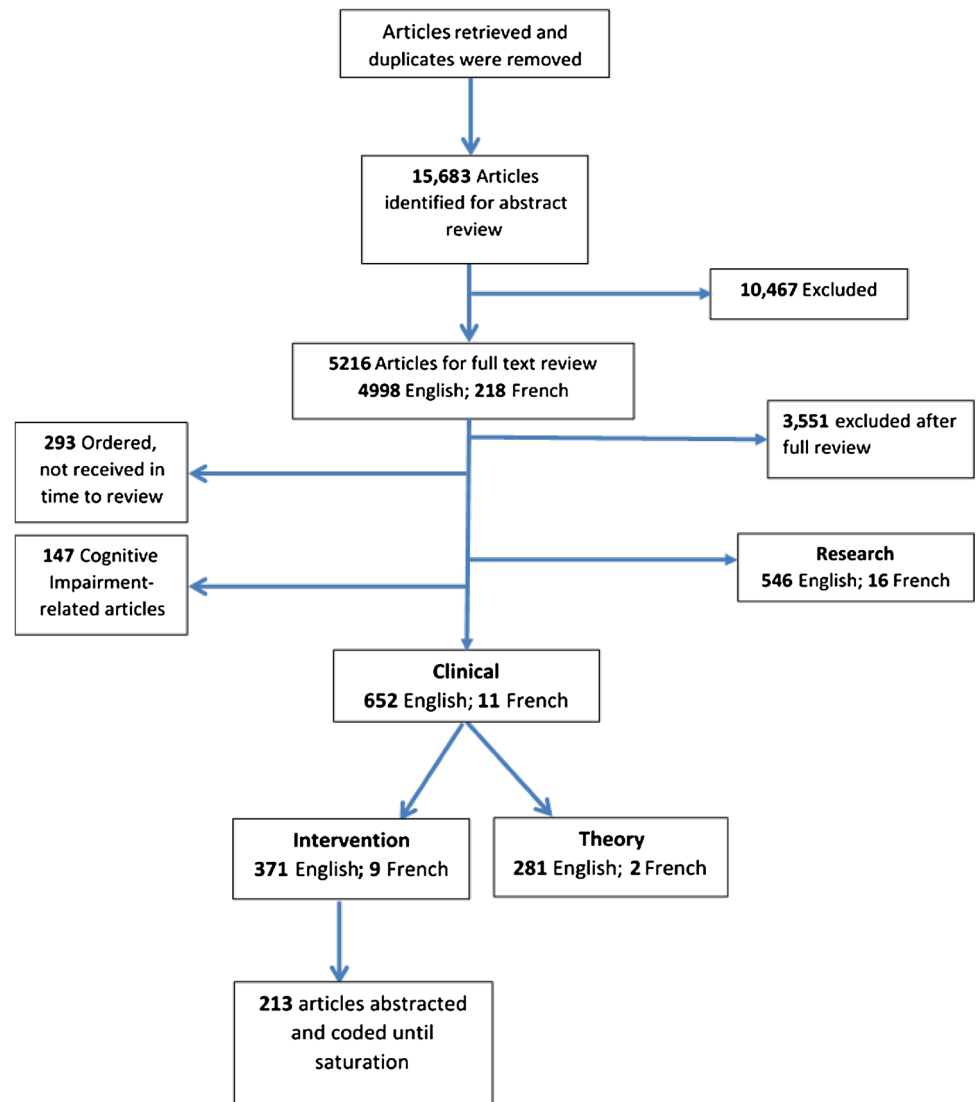 Articles retrieved and
duplicates were removed
15,683 Articles
identified for abstract
review
10,467 Excluded
5216 Articles for full text review
4998 English; 218 French
3,551 excluded after
full review
293 Ordered,
not received in
time to review
147 Cognitive
Impairment-
related articles
Research
546 English; 16 French
Clinical
652 English; 11 French
Intervention
371 English; 9 French
Theory
281 English; 2 French
213 articles abstracted
and coded until
saturation